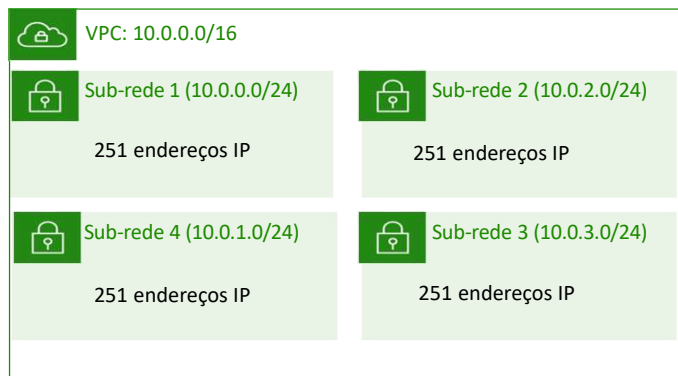 VPC: 10.0.0.0/16
Sub-rede 1 (10.0.0.0/24)
251 endereços IP
Sub-rede 2 (10.0.2.0/24)
251 endereços IP
Sub-rede 4 (10.0.1.0/24)
251 endereços IP
Sub-rede 3 (10.0.3.0/24)
251 endereços IP